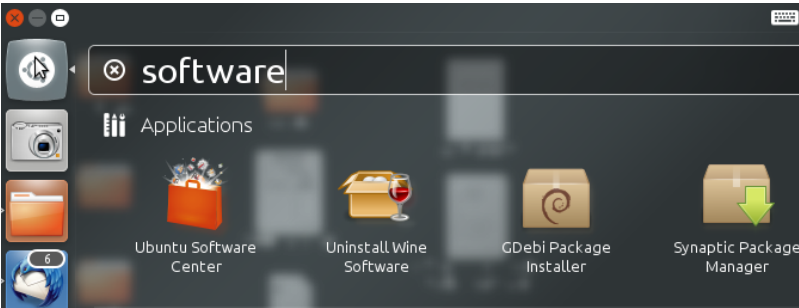 software
Applications
Ubuntu Software
Center
Uninstall Wine
Software
GDebi Package
Installer
Synaptic Package
Manager
6